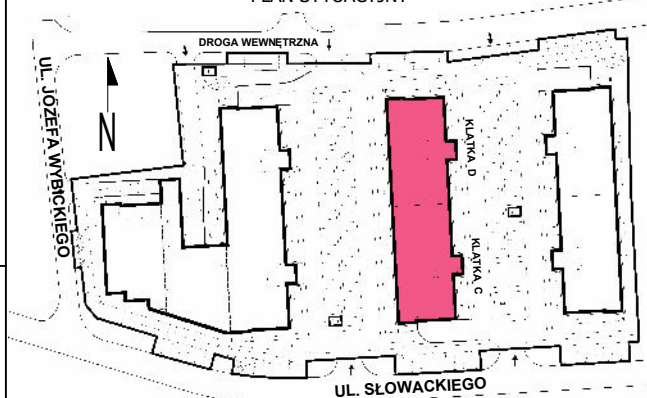 PLAN SYTUACYJNY
DROGA WEWNĘTRZNA
UL. JÓZEFA WYBICKIEGO
N
KLATKA D
KLATKA C
UL. SŁOWACKIEGO